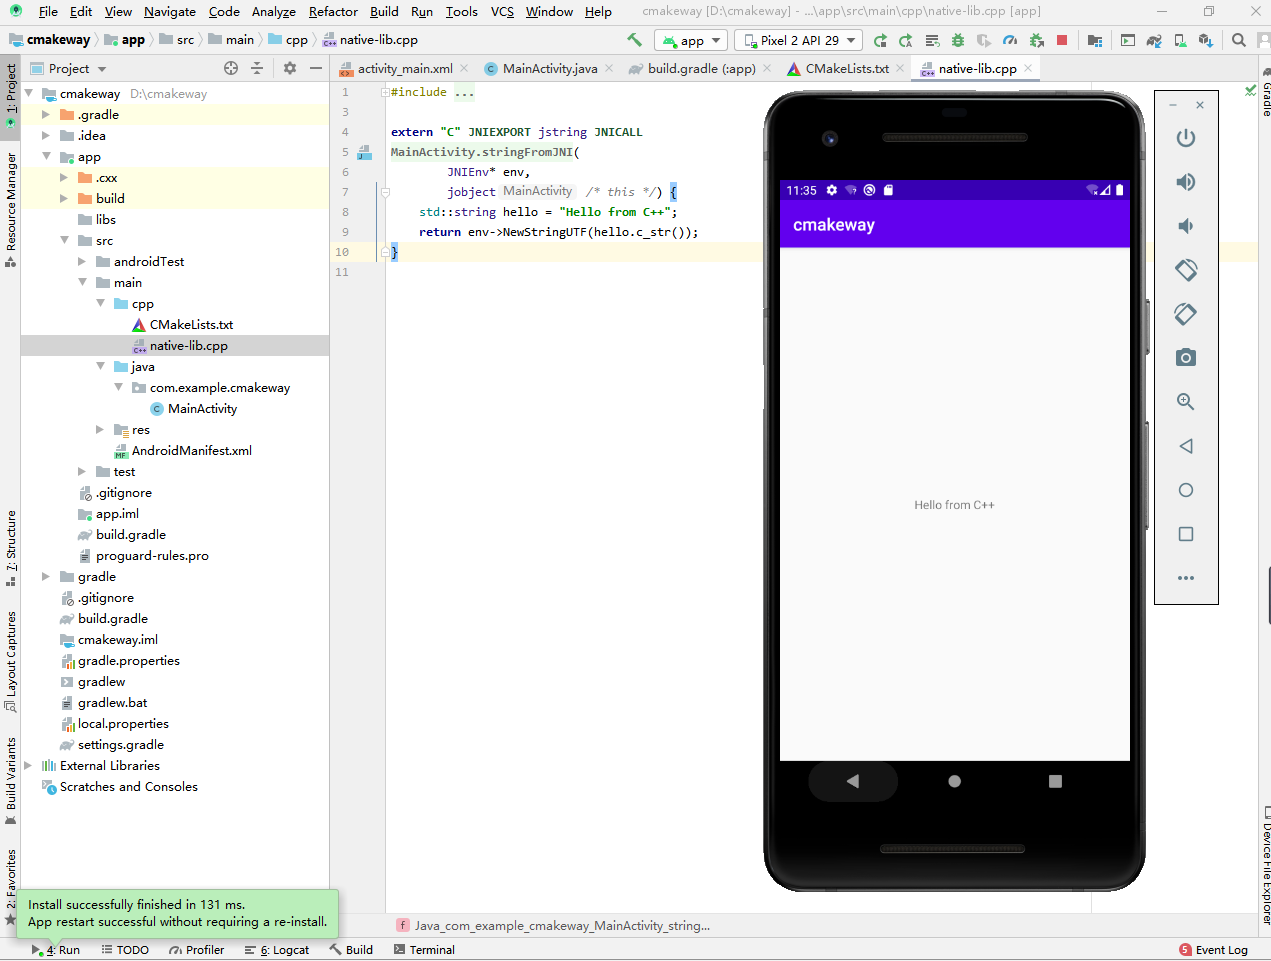 File Edit View Navigate Code Analyze Refactor Build Run Tools VCS Window Help cmakeway [D:\cmakeway] - ...\app\src\main\cpp\native-lib.cpp [app]
cmakeway app src main cpp native-lib.cpp app Pixel 2 API 29
Project activity_main.xml MainActivity.java build.gradle (:app) CMakeLists.txt native-lib.cpp
1: Project
Resource Manager
7: Structure
Layout Captures
Build Variants
2: Favorites
cmakeway D:\cmakeway
.gradle
.idea
app
.cxx
build
libs
src
androidTest
main
cpp
CMakeLists.txt
native-lib.cpp
java
com.example.cmakeway
MainActivity
res
AndroidManifest.xml
test
.gitignore
app.iml
build.gradle
proguard-rules.pro
gradle
.gitignore
build.gradle
cmakeway.iml
gradle.properties
gradlew
gradlew.bat
local.properties
settings.gradle
External Libraries
Scratches and Consoles
1 #include ...
3
4 extern "C" JNIEXPORT jstring JNICALL
5 MainActivity.stringFromJNI(
6 JNIEnv* env,
7 jobject MainActivity /* this */) {
8 std::string hello = "Hello from C++";
9 return env->NewStringUTF(hello.c_str());
10 }
11
11:35
cmakeway
Hello from C++
Gradle
Device File Explorer
Install successfully finished in 131 ms.
App restart successful without requiring a re-install.
f Java_com_example_cmakeway_MainActivity_string...
4: Run TODO Profiler 6: Logcat Build Terminal 5 Event Log